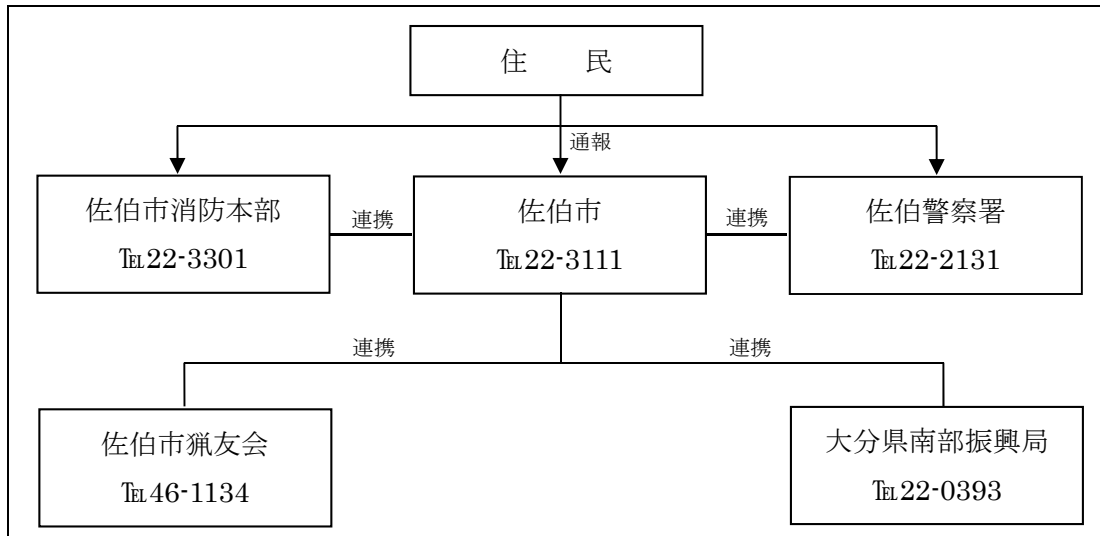 住　　民
通報
佐伯市消防本部
℡22-3301
連携
佐伯市
℡22-3111
連携
佐伯警察署
℡22-2131
連携
連携
佐伯市猟友会
℡46-1134
大分県南部振興局
℡22-0393